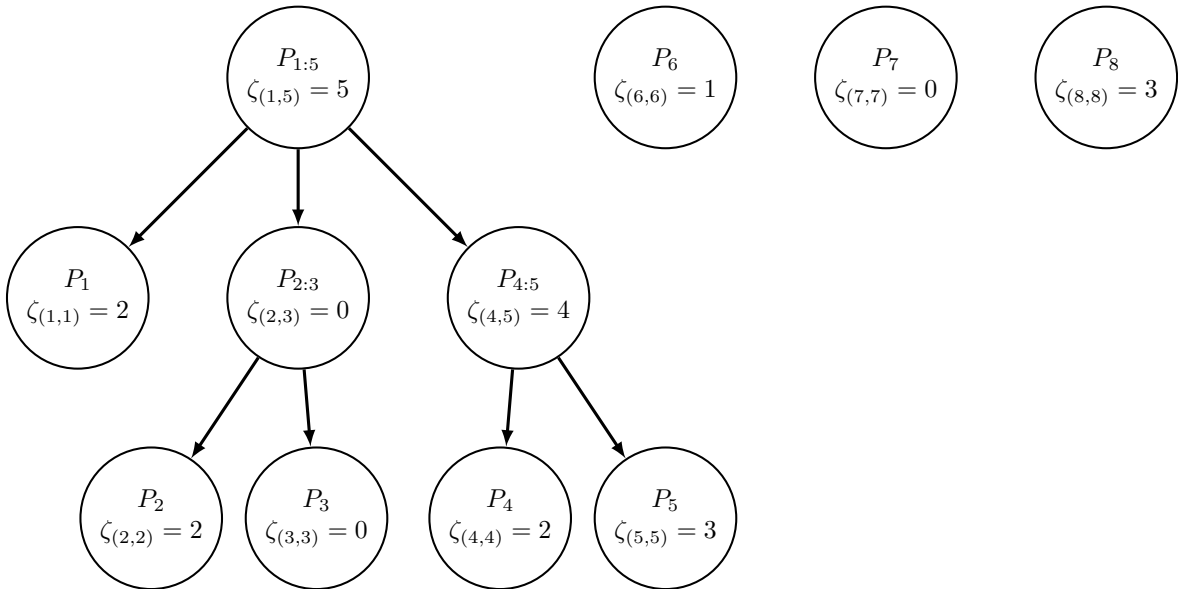 P_{1:5}
ζ_{(1,5)} = 5
P_6
ζ_{(6,6)} = 1
P_7
ζ_{(7,7)} = 0
P_8
ζ_{(8,8)} = 3
P_1
ζ_{(1,1)} = 2
P_{2:3}
ζ_{(2,3)} = 0
P_{4:5}
ζ_{(4,5)} = 4
P_2
ζ_{(2,2)} = 2
P_3
ζ_{(3,3)} = 0
P_4
ζ_{(4,4)} = 2
P_5
ζ_{(5,5)} = 3